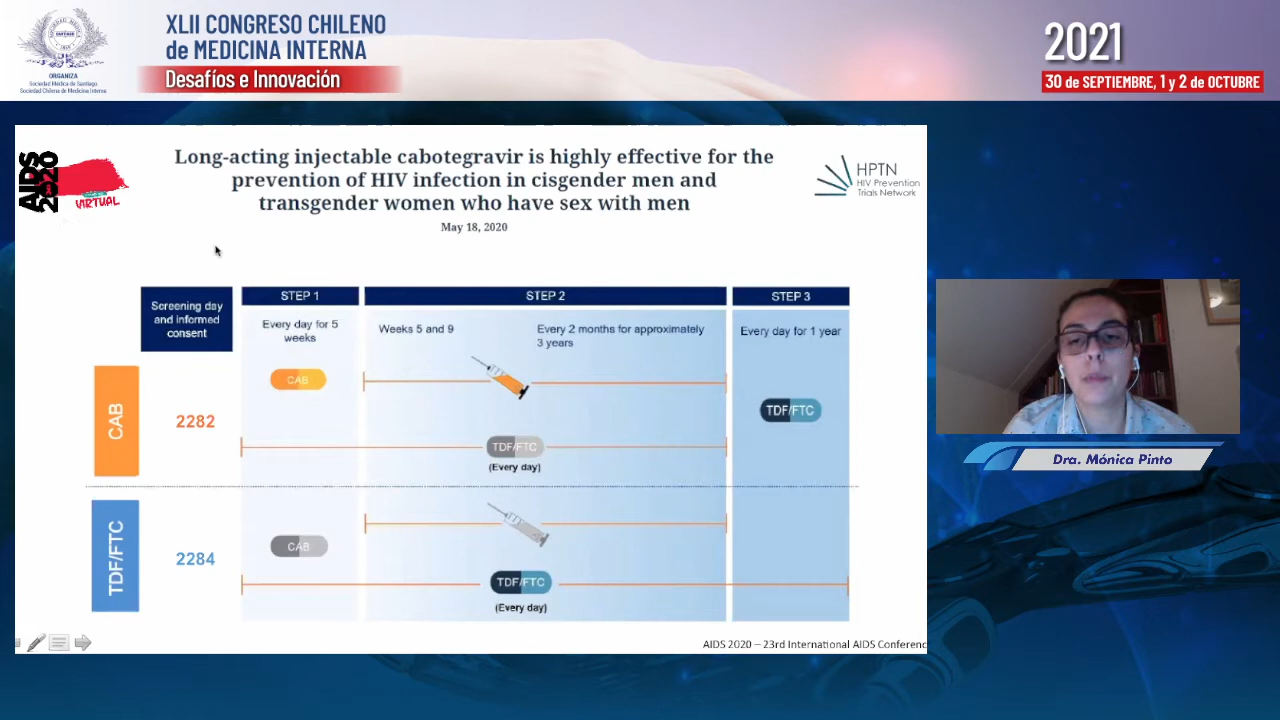 XLII CONGRESO CHILENO
de MEDICINA INTERNA
Desafíos e Innovación
ORGANIZA
Sociedad Médica de Santiago
Sociedad Chilena de Medicina Interna
2021
30 de SEPTIEMBRE, 1 y 2 de OCTUBRE
AIDS
2020
VIRTUAL
Long-acting injectable cabotegravir is highly effective for the
prevention of HIV infection in cisgender men and
transgender women who have sex with men
May 18, 2020
HPTN
HIV Prevention
Trials Network
Screening day
and informed
consent
STEP 1
STEP 2
STEP 3
Every day for 5
weeks
Weeks 5 and 9
Every 2 months for approximately
3 years
Every day for 1 year
CAB
2282
CAB
TDF/FTC
(Every day)
TDF/FTC
TDF/FTC
2284
CAB
TDF/FTC
(Every day)
AIDS 2020 – 23rd International AIDS Conferenc
Dra. Mónica Pinto